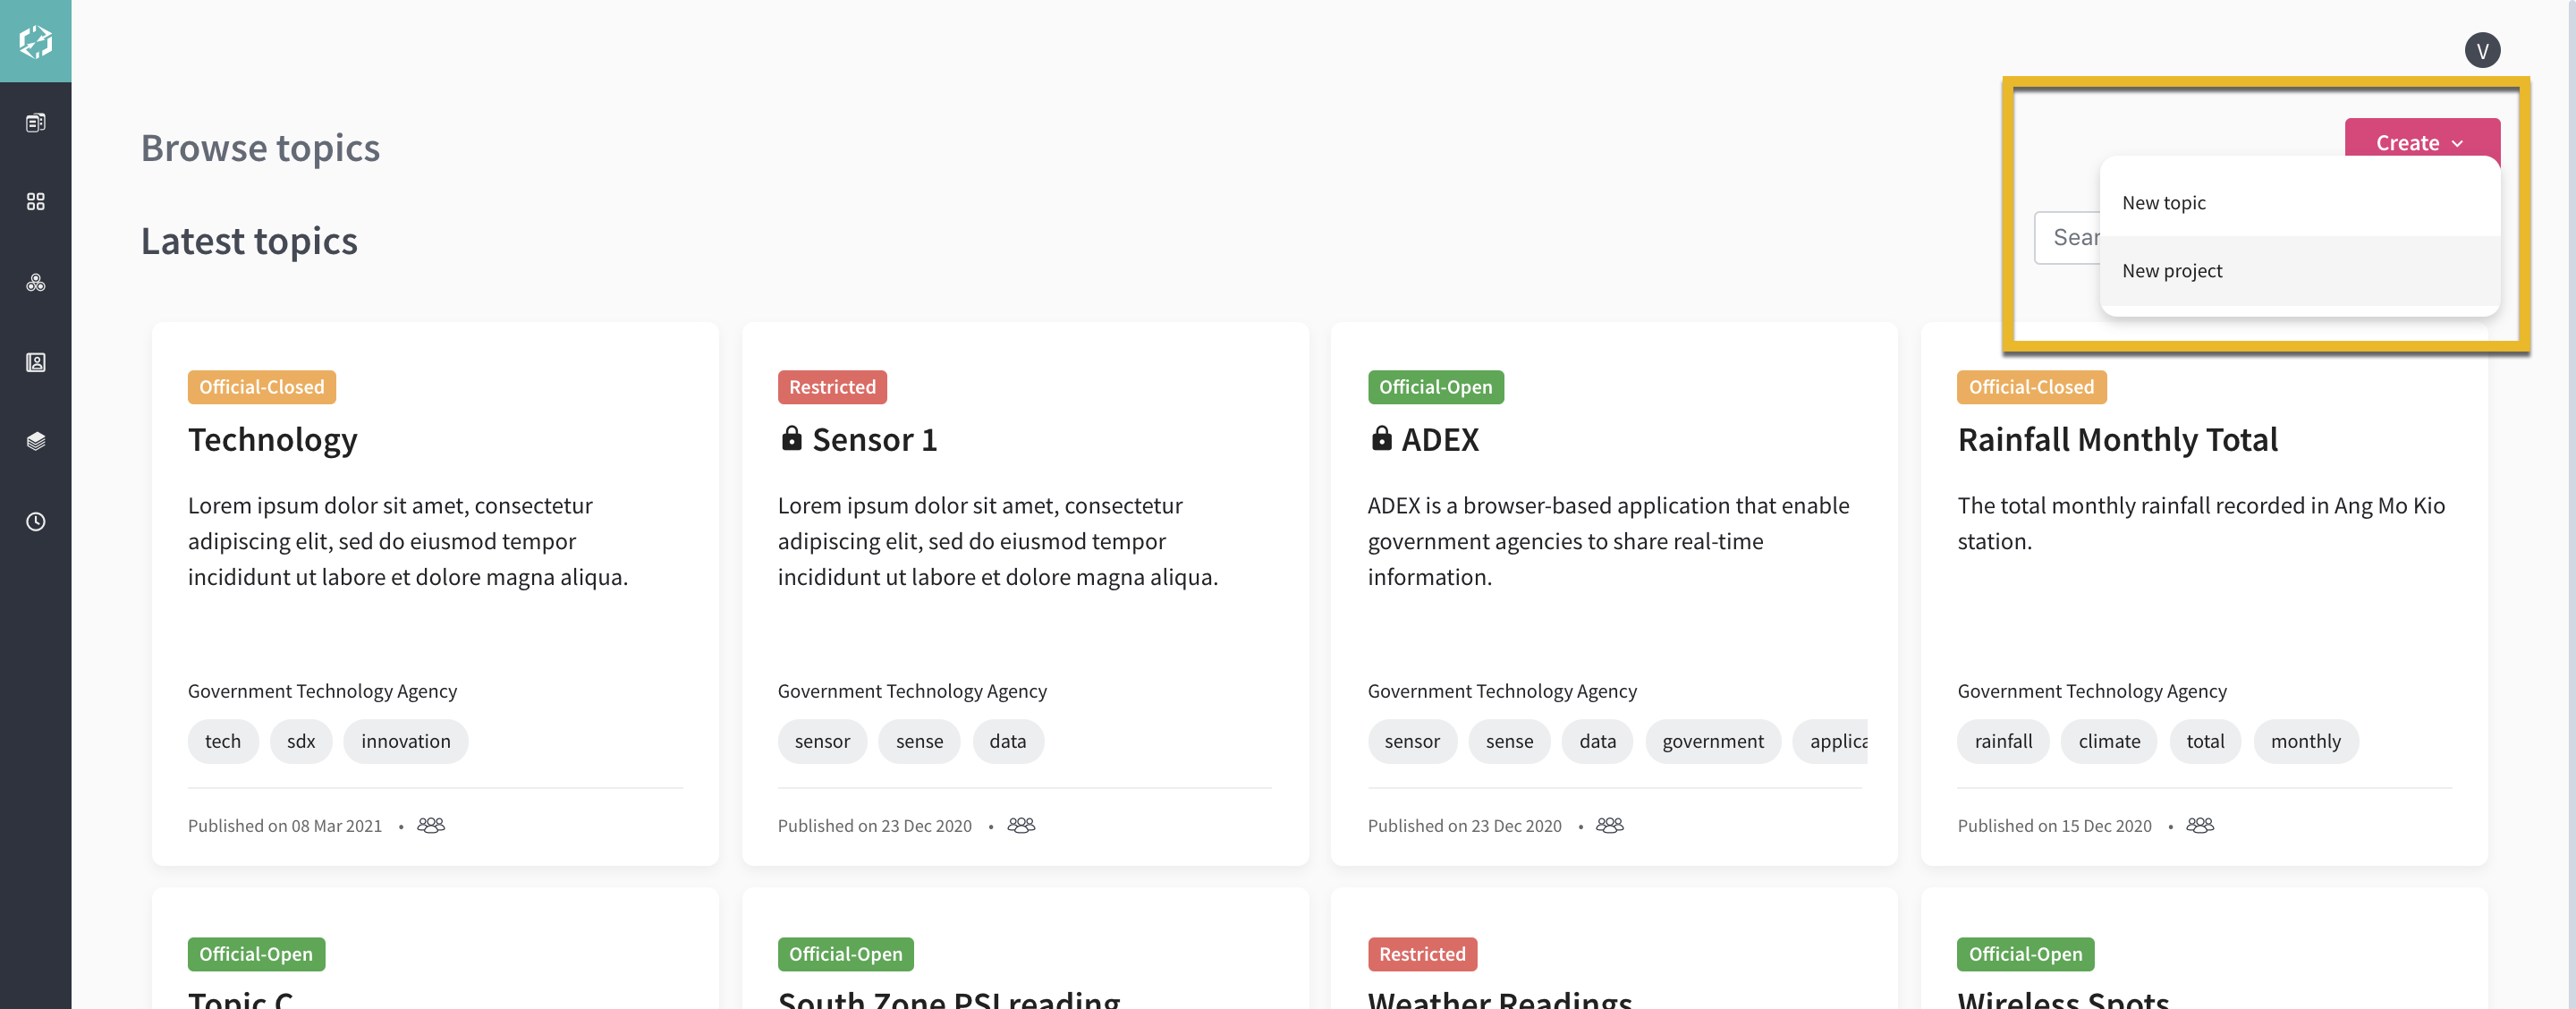 V
Create
Browse topics
New topic
Latest topics
Sear
New project
Official-Closed
Technology
Lorem ipsum dolor sit amet, consectetur
adipiscing elit, sed do eiusmod tempor
incididunt ut labore et dolore magna aliqua.
Government Technology Agency
tech sdx innovation
Published on 08 Mar 2021 •
Restricted
Sensor 1
Lorem ipsum dolor sit amet, consectetur
adipiscing elit, sed do eiusmod tempor
incididunt ut labore et dolore magna aliqua.
Government Technology Agency
sensor sense data
Published on 23 Dec 2020 •
Official-Open
ADEX
ADEX is a browser-based application that enable
government agencies to share real-time
information.
Government Technology Agency
sensor sense data government applica
Published on 23 Dec 2020 •
Official-Closed
Rainfall Monthly Total
The total monthly rainfall recorded in Ang Mo Kio
station.
Government Technology Agency
rainfall climate total monthly
Published on 15 Dec 2020 •
Official-Open
Topic C
Official-Open
South Zone PSI reading
Restricted
Weather Readings
Official-Open
Wireless Spots